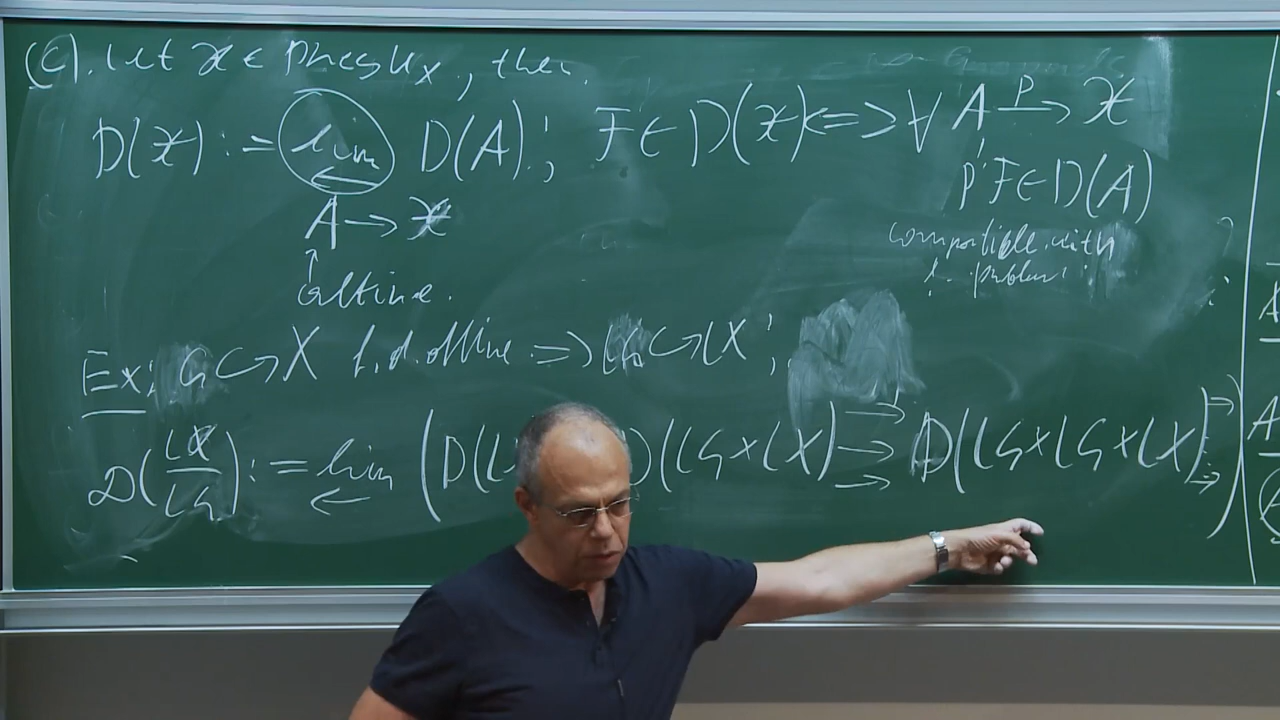 (c). Let 𝒳 ∈ PreStk_X, then.
D(𝒳) := lim← D(A).; F ∈ D(𝒳) <=> ∀ A —p→ 𝒳
A → 𝒳 p'F ∈ D(A)
↑ compatible with
affine.
Ex: G ↷ X f.d. affine. => LG ↷ LX ;
D(LX/LG) := lim← (D(L )(LG×LX) →→→ D(LG×LG×LX)